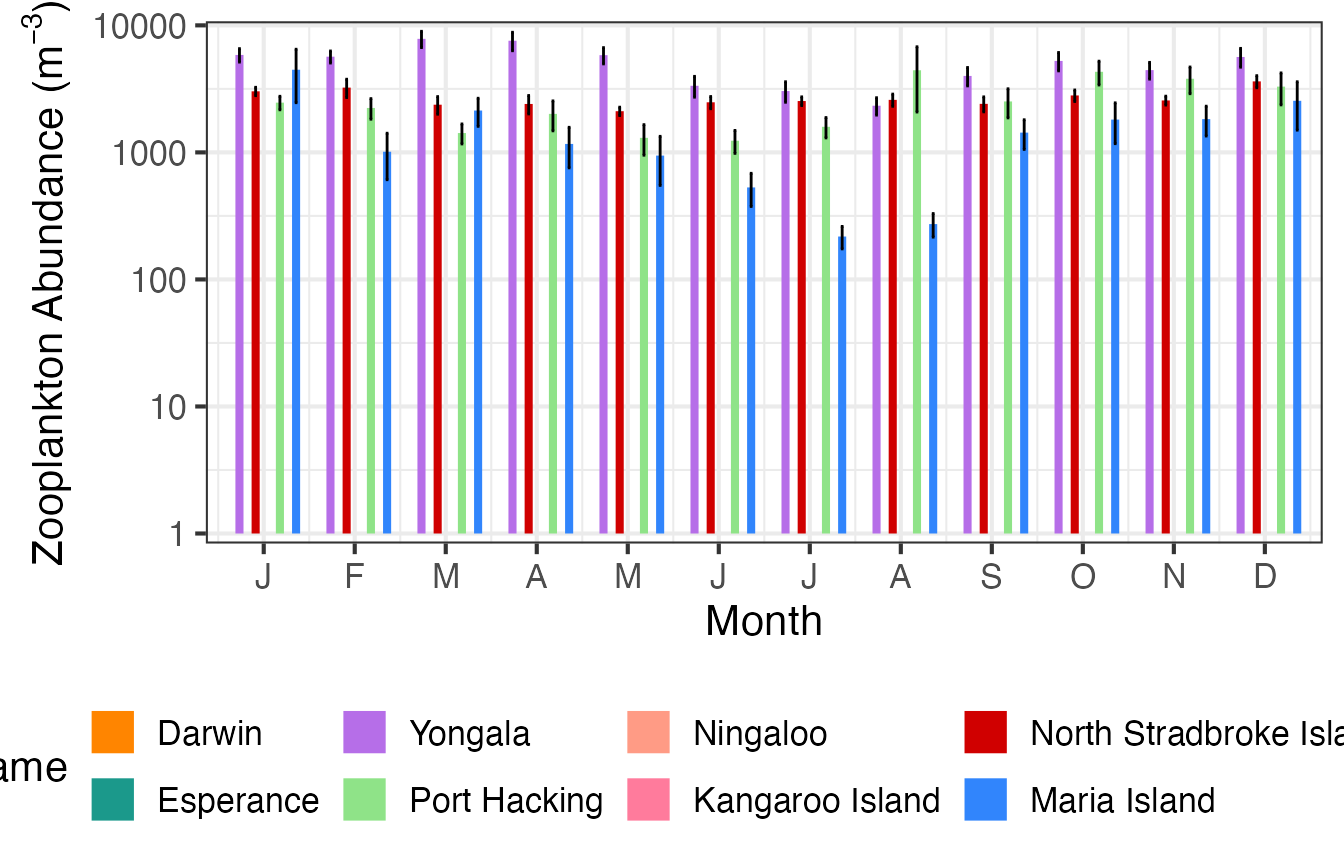 Zooplankton Abundance (m⁻³)
10000
1000
100
10
1
J F M A M J J A S O N D
Month
Darwin Yongala Ningaloo North Stradbroke Isla
ame
Esperance Port Hacking Kangaroo Island Maria Island